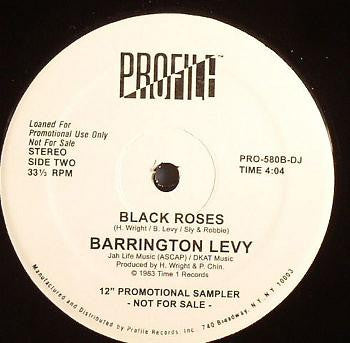 PROFILE™
Loaned For
Promotional Use Only
Not For Sale
STEREO
SIDE TWO
33⅓ RPM
PRO-580B-DJ
TIME 4:04
BLACK ROSES
(H. Wright / B. Levy / Sly & Robbie)
BARRINGTON LEVY
Jah Life Music (ASCAP) / DKAT Music
Produced by H. Wright & P. Chin.
© 1983 Time 1 Records
12" PROMOTIONAL SAMPLER
- NOT FOR SALE -
Manufactured and Distributed by Profile Records, Inc. 740 Broadway, NY, NY 10003